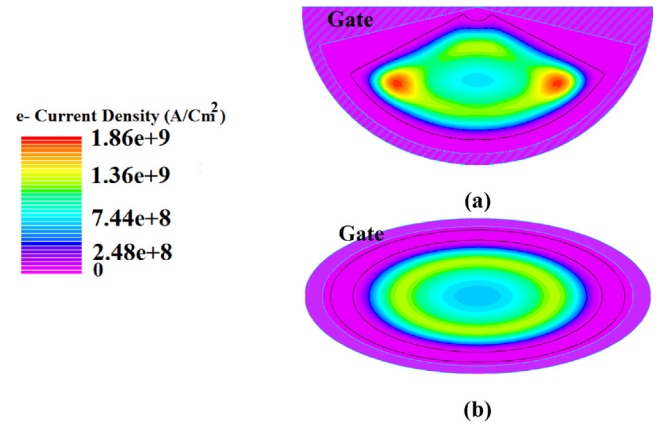 Gate
e- Current Density (A/Cm²)
1.86e+9
1.36e+9
7.44e+8
2.48e+8
0
(a)
Gate
(b)